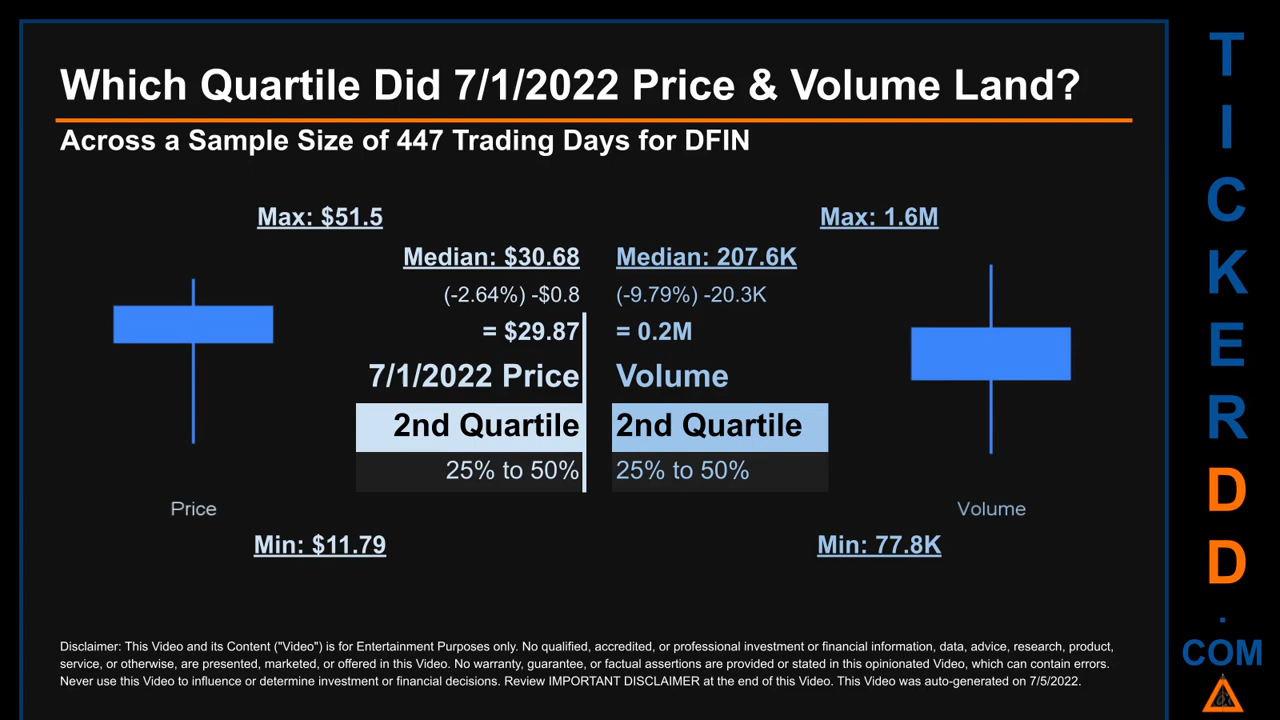 Which Quartile Did 7/1/2022 Price & Volume Land?
Across a Sample Size of 447 Trading Days for DFIN
Max: $51.5
Median: $30.68
(-2.64%) -$0.8
= $29.87
7/1/2022 Price
2nd Quartile
25% to 50%
Price
Min: $11.79
Max: 1.6M
Median: 207.6K
(-9.79%) -20.3K
= 0.2M
Volume
2nd Quartile
25% to 50%
Volume
Min: 77.8K
Disclaimer: This Video and its Content ("Video") is for Entertainment Purposes only. No qualified, accredited, or professional investment or financial information, data, advice, research, product,
service, or otherwise, are presented, marketed, or offered in this Video. No warranty, guarantee, or factual assertions are provided or stated in this opinionated Video, which can contain errors.
Never use this Video to influence or determine investment or financial decisions. Review IMPORTANT DISCLAIMER at the end of this Video. This Video was auto-generated on 7/5/2022.
T
I
C
K
E
R
D
D
.
COM